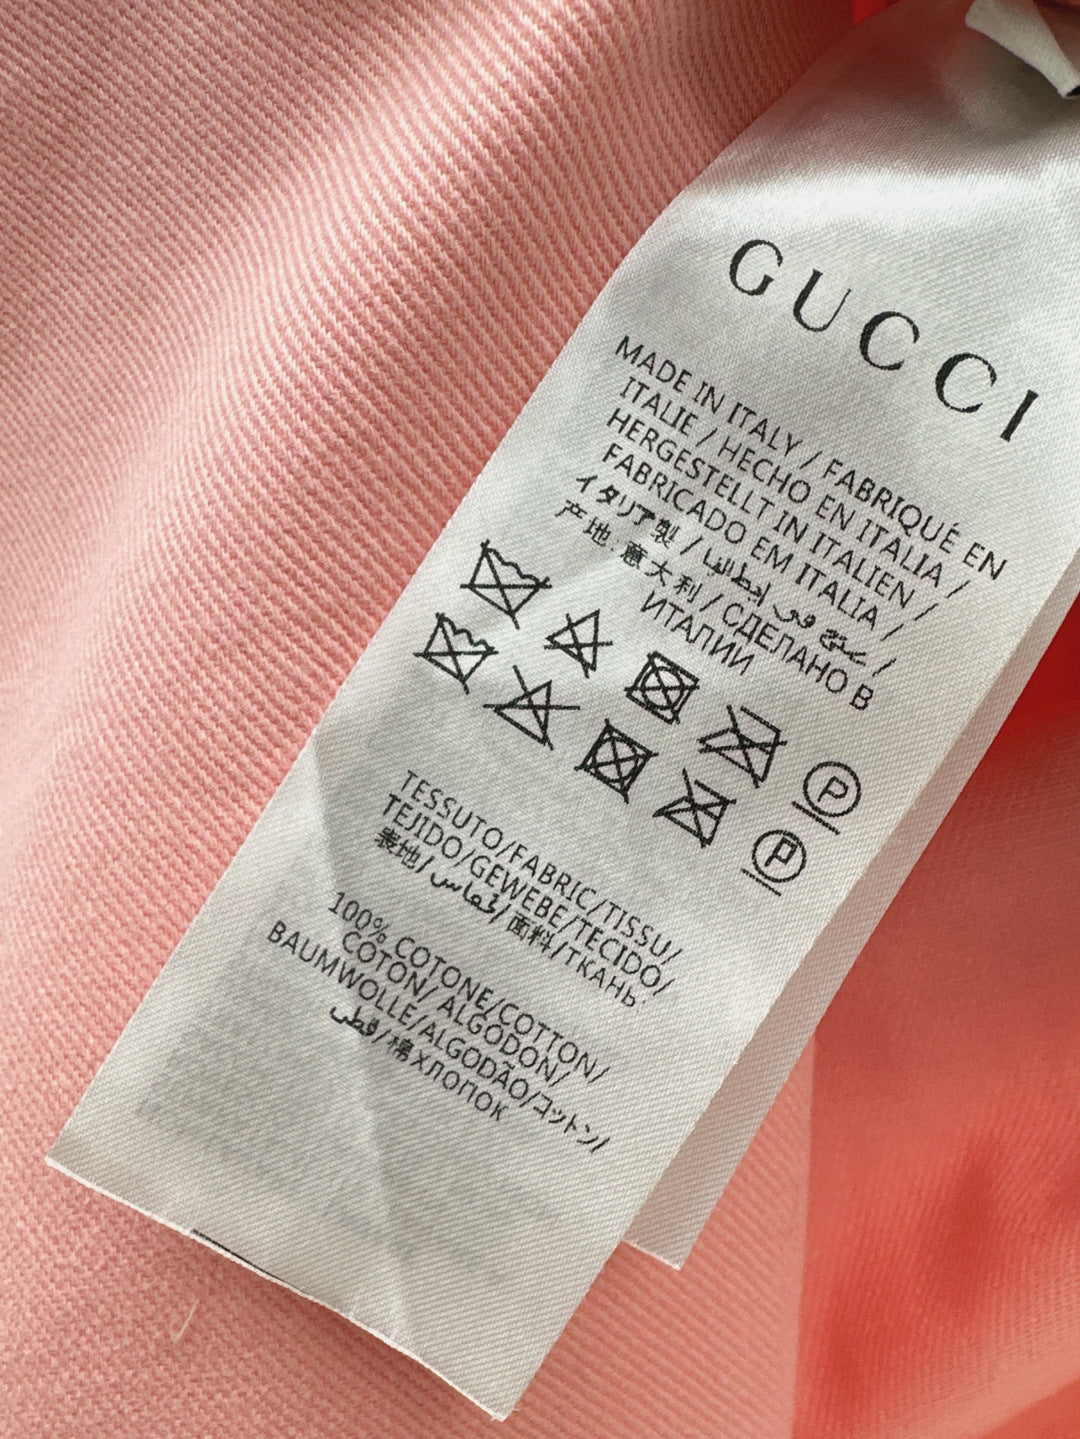 GUCCI
MADE IN ITALY / FABRIQUÉ EN
ITALIE / HECHO EN ITALIA /
HERGESTELLT IN ITALIEN /
FABRICADO EM ITALIA /
イタリア製 / صنع في إيطاليا /
产地:意大利 / СДЕЛАНО В
ИТАЛИИ
P
P
TESSUTO/FABRIC/TISSU/
TEJIDO/GEWEBE/TECIDO/
表地/قماش/面料/ТКАНЬ:
100% COTONE/COTTON/
COTON/ ALGODON/
BAUMWOLLE/ALGODÃO/コットン/
قطن/棉 ХЛОПОК